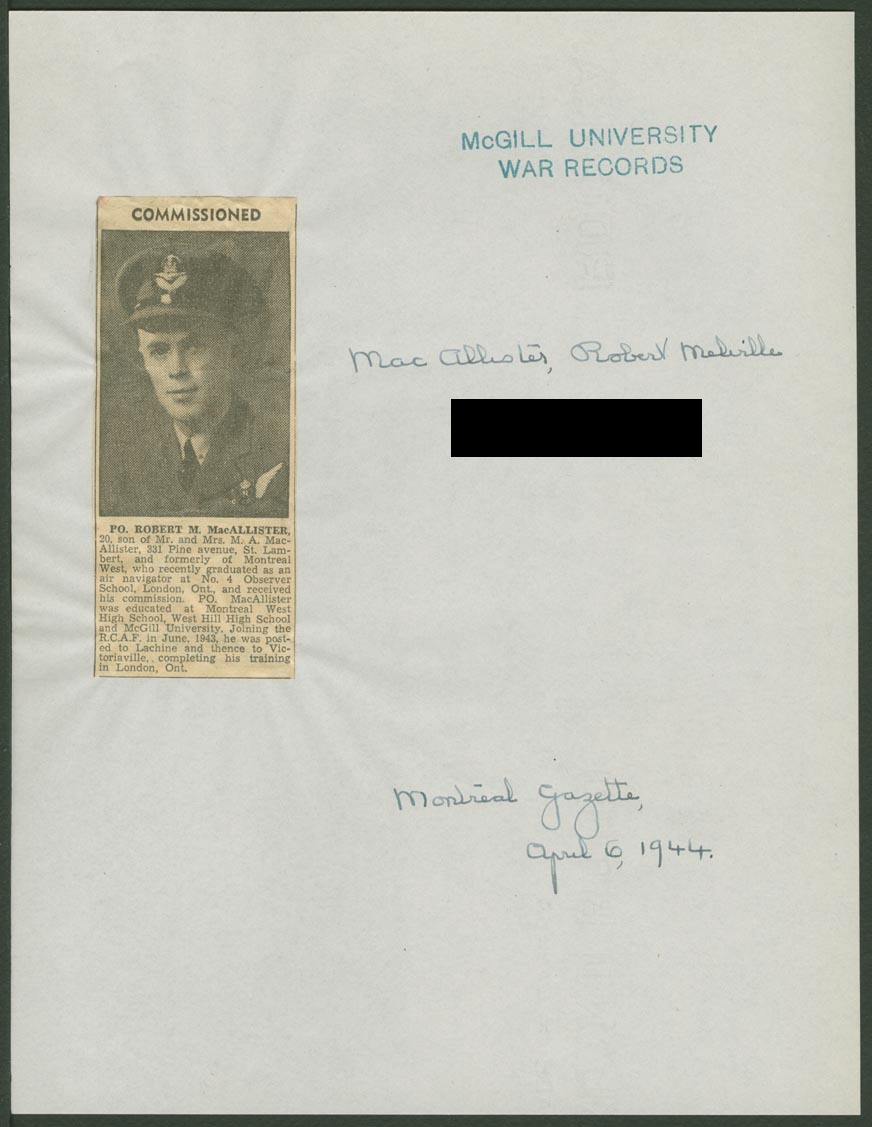 McGILL UNIVERSITY
WAR RECORDS
COMMISSIONED
Mac Allister, Robert Melville
PO. ROBERT M. MacALLISTER,
20, son of Mr. and Mrs. M. A. Mac-
Allister, 331 Pine avenue, St. Lam-
bert, and formerly of Montreal
West, who recently graduated as an
air navigator at No. 4 Observer
School, London, Ont., and received
his commission. PO. MacAllister
was educated at Montreal West
High School, West Hill High School
and McGill University. Joining the
R.C.A.F. in June, 1943, he was post-
ed to Lachine and thence to Vic-
toriaville, completing his training
in London, Ont.
Montreal Gazette,
April 6, 1944.